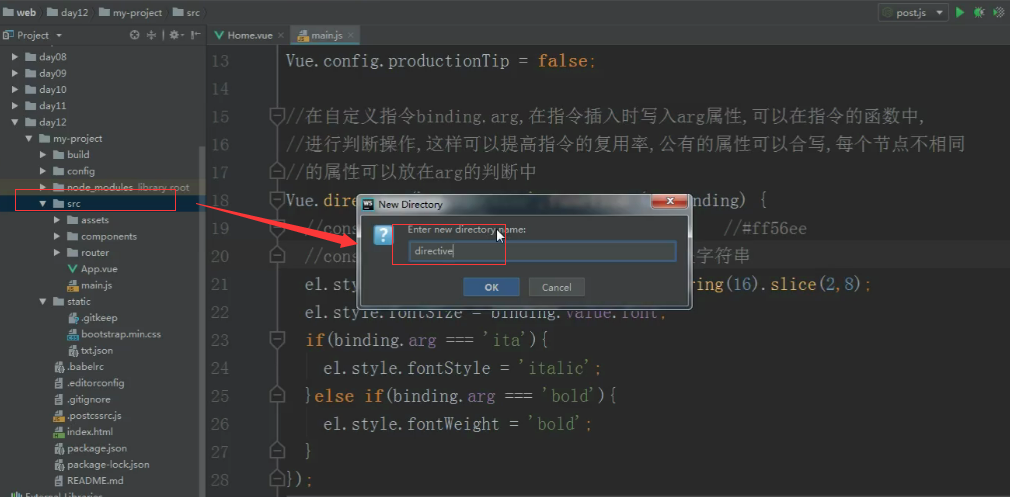 web day12 my-project src
post.js
Project
Home.vue
main.js
day08
day09
day10
day11
day12
my-project
build
config
node_modules library root
src
assets
components
router
App.vue
main.js
static
.gitkeep
bootstrap.min.css
txt.json
.babelrc
.editorconfig
.gitignore
.postcssrc.js
index.html
package.json
package-lock.json
README.md
External Libraries
13 Vue.config.productionTip = false;
14
15 //在自定义指令binding.arg,在指令插入时写入arg属性,可以在指令的函数中,
16 //进行判断操作,这样可以提高指令的复用率,公有的属性可以合写,每个节点不相同
17 //的属性可以放在arg的判断中
18 Vue.dire nding) {
19 //cons //#ff56ee
20 //cons 字符串
21 el.sty ring(16).slice(2,8);
22 el.style.fontSize = binding.value.font;
23 if(binding.arg === 'ita'){
24 el.style.fontStyle = 'italic';
25 }else if(binding.arg === 'bold'){
26 el.style.fontWeight = 'bold';
27 }
28 });
WS New Directory
Enter new directory name:
directive
OK Cancel